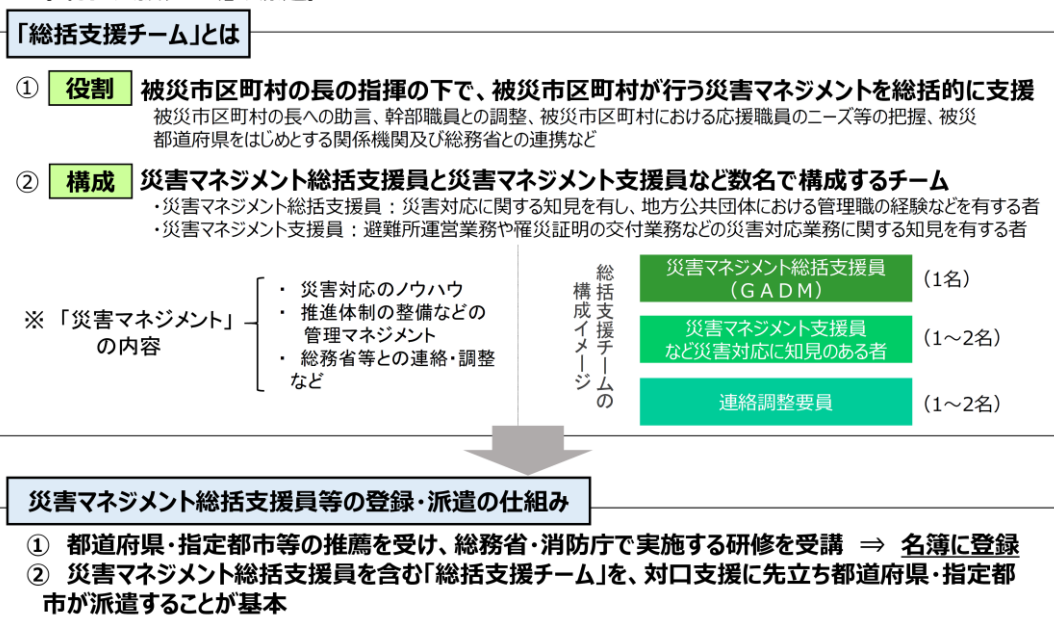 「総括支援チーム」とは
① 役割 被災市区町村の長の指揮の下で、被災市区町村が行う災害マネジメントを総括的に支援
被災市区町村の長への助言、幹部職員との調整、被災市区町村における応援職員のニーズ等の把握、被災
都道府県をはじめとする関係機関及び総務省との連携など
② 構成 災害マネジメント総括支援員と災害マネジメント支援員など数名で構成するチーム
・災害マネジメント総括支援員：災害対応に関する知見を有し、地方公共団体における管理職の経験などを有する者
・災害マネジメント支援員：避難所運営業務や罹災証明の交付業務などの災害対応業務に関する知見を有する者
※ 「災害マネジメント」
の内容
・ 災害対応のノウハウ
・ 推進体制の整備などの
管理マネジメント
・ 総務省等との連絡・調整
など
総括支援チームの
構成イメージ
災害マネジメント総括支援員
（ＧＡＤＭ）
（1名）
災害マネジメント支援員
など災害対応に知見のある者
（1～2名）
連絡調整要員
（1～2名）
災害マネジメント総括支援員等の登録・派遣の仕組み
① 都道府県・指定都市等の推薦を受け、総務省・消防庁で実施する研修を受講 ⇒ 名簿に登録
② 災害マネジメント総括支援員を含む「総括支援チーム」を、対口支援に先立ち都道府県・指定都
市が派遣することが基本